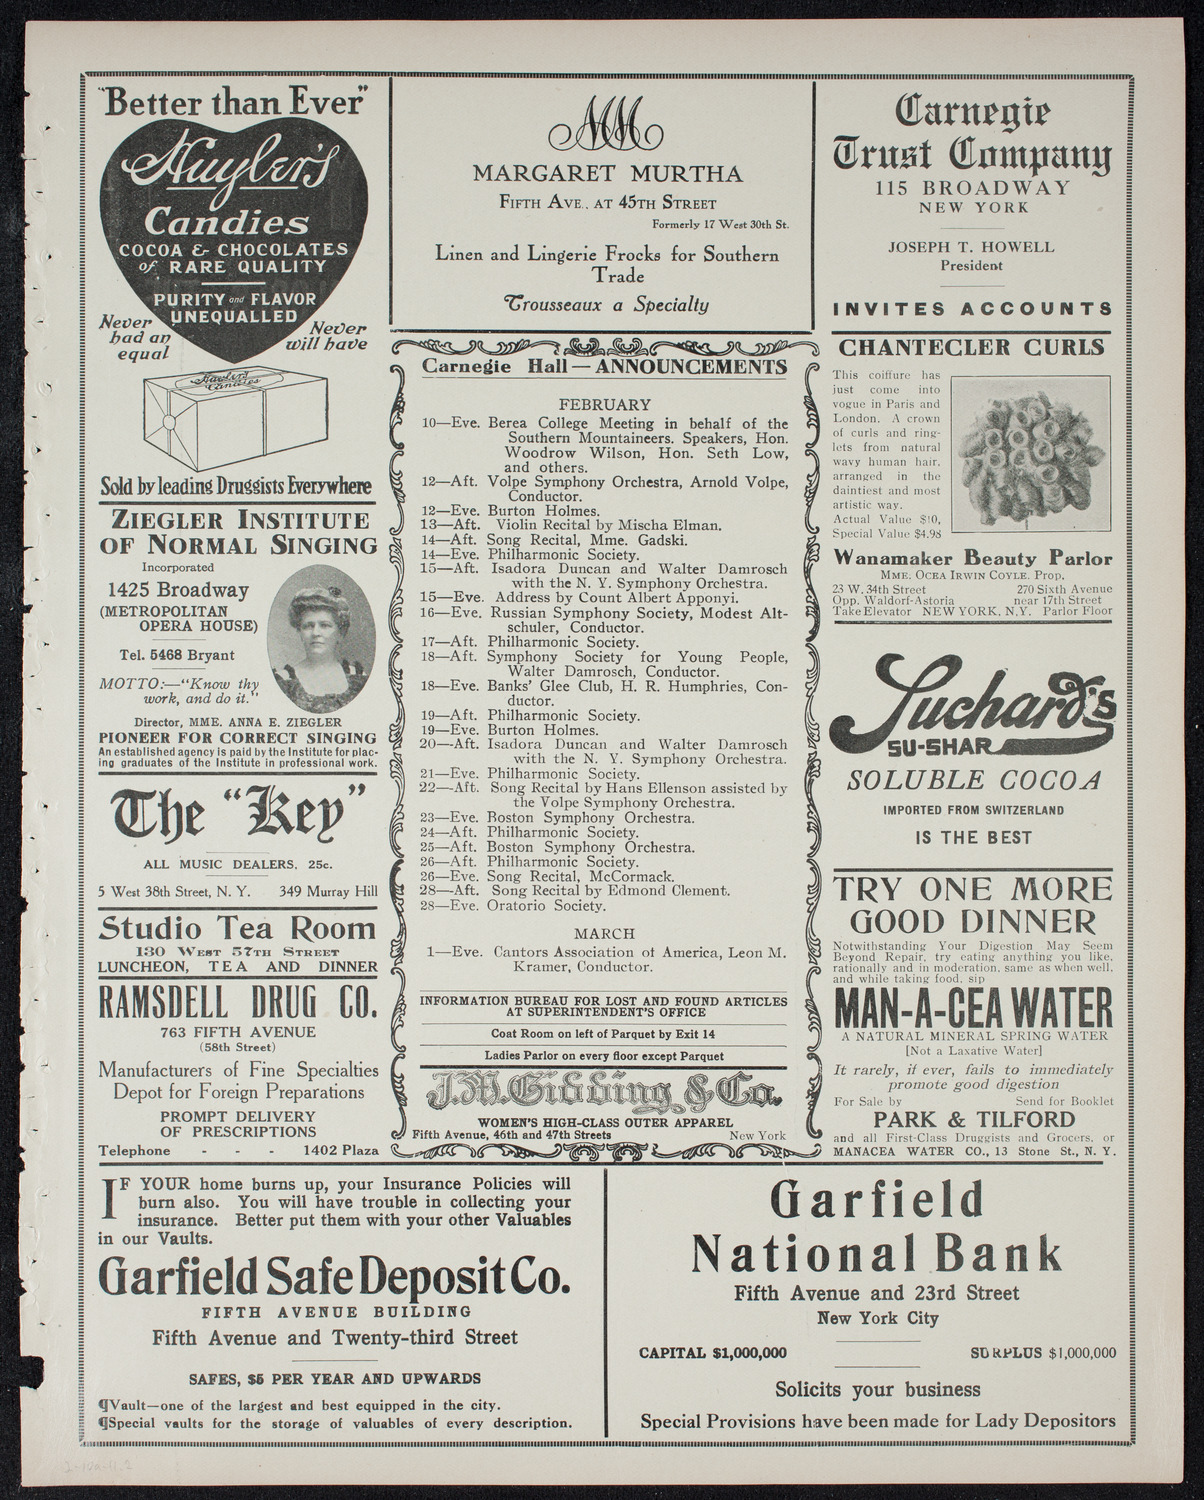 "Better than Ever"
Huyler's
Candies
COCOA & CHOCOLATES
of RARE QUALITY
PURITY and FLAVOR
UNEQUALLED
Never
had an
equal
Never
will have
Huyler's
Candies
Sold by leading Druggists Everywhere
ZIEGLER INSTITUTE
OF NORMAL SINGING
Incorporated
1425 Broadway
(METROPOLITAN
OPERA HOUSE)
Tel. 5468 Bryant
MOTTO:—"Know thy
work, and do it."
Director, MME. ANNA E. ZIEGLER
PIONEER FOR CORRECT SINGING
An established agency is paid by the Institute for plac-
ing graduates of the Institute in professional work.
The "Key"
ALL MUSIC DEALERS, 25c.
5 West 38th Street, N. Y. 349 Murray Hill
Studio Tea Room
130 WEST 57TH STREET
LUNCHEON, TEA AND DINNER
RAMSDELL DRUG CO.
763 FIFTH AVENUE
(58th Street)
Manufacturers of Fine Specialties
Depot for Foreign Preparations
PROMPT DELIVERY
OF PRESCRIPTIONS
Telephone - - - 1402 Plaza
MM
MARGARET MURTHA
FIFTH AVE., AT 45TH STREET
Formerly 17 West 30th St.
Linen and Lingerie Frocks for Southern
Trade
Trousseaux a Specialty
Carnegie Hall—ANNOUNCEMENTS
FEBRUARY
10—Eve. Berea College Meeting in behalf of the
Southern Mountaineers. Speakers, Hon.
Woodrow Wilson, Hon. Seth Low,
and others.
12—Aft. Volpe Symphony Orchestra, Arnold Volpe,
Conductor.
12—Eve. Burton Holmes.
13—Aft. Violin Recital by Mischa Elman.
14—Aft. Song Recital, Mme. Gadski.
14—Eve. Philharmonic Society.
15—Aft. Isadora Duncan and Walter Damrosch
with the N. Y. Symphony Orchestra.
15—Eve. Address by Count Albert Apponyi.
16—Eve. Russian Symphony Society, Modest Alt-
schuler, Conductor.
17—Aft. Philharmonic Society.
18—Aft. Symphony Society for Young People,
Walter Damrosch, Conductor.
18—Eve. Banks' Glee Club, H. R. Humphries, Con-
ductor.
19—Aft. Philharmonic Society.
19—Eve. Burton Holmes.
20—Aft. Isadora Duncan and Walter Damrosch
with the N. Y. Symphony Orchestra.
21—Eve. Philharmonic Society.
22—Aft. Song Recital by Hans Ellenson assisted by
the Volpe Symphony Orchestra.
23—Eve. Boston Symphony Orchestra.
24—Aft. Philharmonic Society.
25—Aft. Boston Symphony Orchestra.
26—Aft. Philharmonic Society.
26—Eve. Song Recital, McCormack.
28—Aft. Song Recital by Edmond Clement.
28—Eve. Oratorio Society.
MARCH
1—Eve. Cantors Association of America, Leon M.
Kramer, Conductor.
INFORMATION BUREAU FOR LOST AND FOUND ARTICLES
AT SUPERINTENDENT'S OFFICE
Coat Room on left of Parquet by Exit 14
Ladies Parlor on every floor except Parquet
J.M. Gidding & Co.
WOMEN'S HIGH-CLASS OUTER APPAREL
Fifth Avenue, 46th and 47th Streets New York
Carnegie
Trust Company
115 BROADWAY
NEW YORK
JOSEPH T. HOWELL
President
INVITES ACCOUNTS
CHANTECLER CURLS
This coiffure has
just come into
vogue in Paris and
London. A crown
of curls and ring-
lets from natural
wavy human hair,
arranged in the
daintiest and most
artistic way.
Actual Value $10,
Special Value $4.98
Wanamaker Beauty Parlor
MME. OCEA IRWIN COYLE, Prop.
23 W. 34th Street 270 Sixth Avenue
Opp. Waldorf-Astoria near 17th Street
Take Elevator NEW YORK, N.Y. Parlor Floor
Suchard's
SU-SHAR
SOLUBLE COCOA
IMPORTED FROM SWITZERLAND
IS THE BEST
TRY ONE MORE
GOOD DINNER
Notwithstanding Your Digestion May Seem
Beyond Repair, try eating anything you like,
rationally and in moderation, same as when well,
and while taking food, sip
MAN-A-CEA WATER
A NATURAL MINERAL SPRING WATER
[Not a Laxative Water]
It rarely, if ever, fails to immediately
promote good digestion
For Sale by Send for Booklet
PARK & TILFORD
and all First-Class Druggists and Grocers, or
MANACEA WATER CO., 13 Stone St., N. Y.
IF YOUR home burns up, your Insurance Policies will
burn also. You will have trouble in collecting your
insurance. Better put them with your other Valuables
in our Vaults.
Garfield Safe Deposit Co.
FIFTH AVENUE BUILDING
Fifth Avenue and Twenty-third Street
SAFES, $5 PER YEAR AND UPWARDS
¶Vault—one of the largest and best equipped in the city.
¶Special vaults for the storage of valuables of every description.
Garfield
National Bank
Fifth Avenue and 23rd Street
New York City
CAPITAL $1,000,000 SURPLUS $1,000,000
Solicits your business
Special Provisions have been made for Lady Depositors